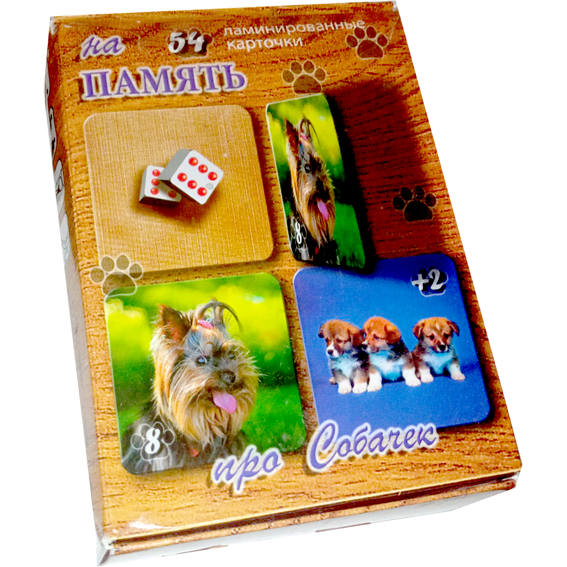 на 54 ламинированные
карточки
ПАМЯТЬ
8
+2
8
про Собачек